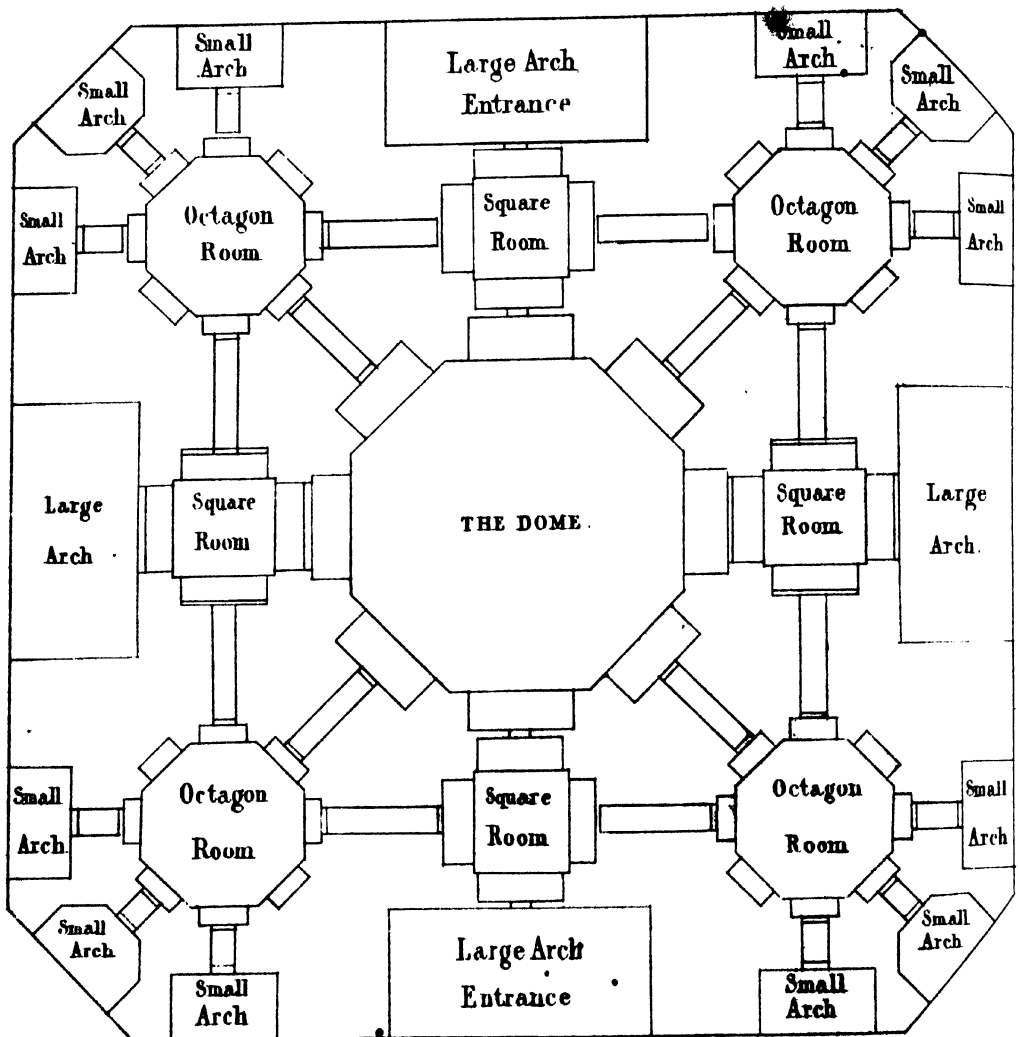 Small
Arch
Large Arch
Entrance
Small
Arch
Small
Arch
Small
Arch
Small
Arch
Octagon
Room
Square
Room
Octagon
Room
Small
Arch
Large
Arch
Square
Room
THE DOME.
Square
Room
Large
Arch.
Small
Arch.
Octagon
Room
Square
Room
Octagon
Room
Small
Arch
Small
Arch
Small
Arch
Large Arch
Entrance
Small
Arch
Small
Arch